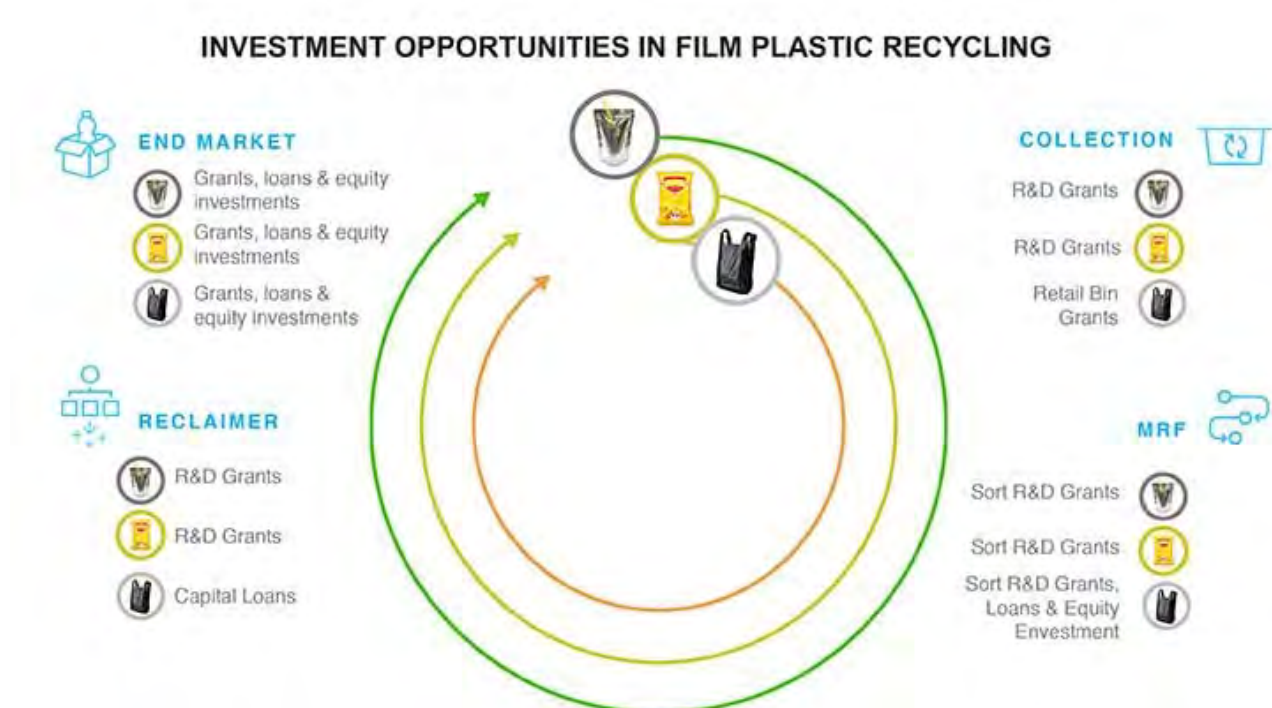 INVESTMENT OPPORTUNITIES IN FILM PLASTIC RECYCLING
END MARKET
Grants, loans & equity
investments
Grants, loans & equity
investments
Grants, loans &
equity investments
RECLAIMER
R&D Grants
R&D Grants
Capital Loans
COLLECTION
R&D Grants
R&D Grants
Retail Bin
Grants
MRF
Sort R&D Grants
Sort R&D Grants
Sort R&D Grants,
Loans & Equity
Envestment